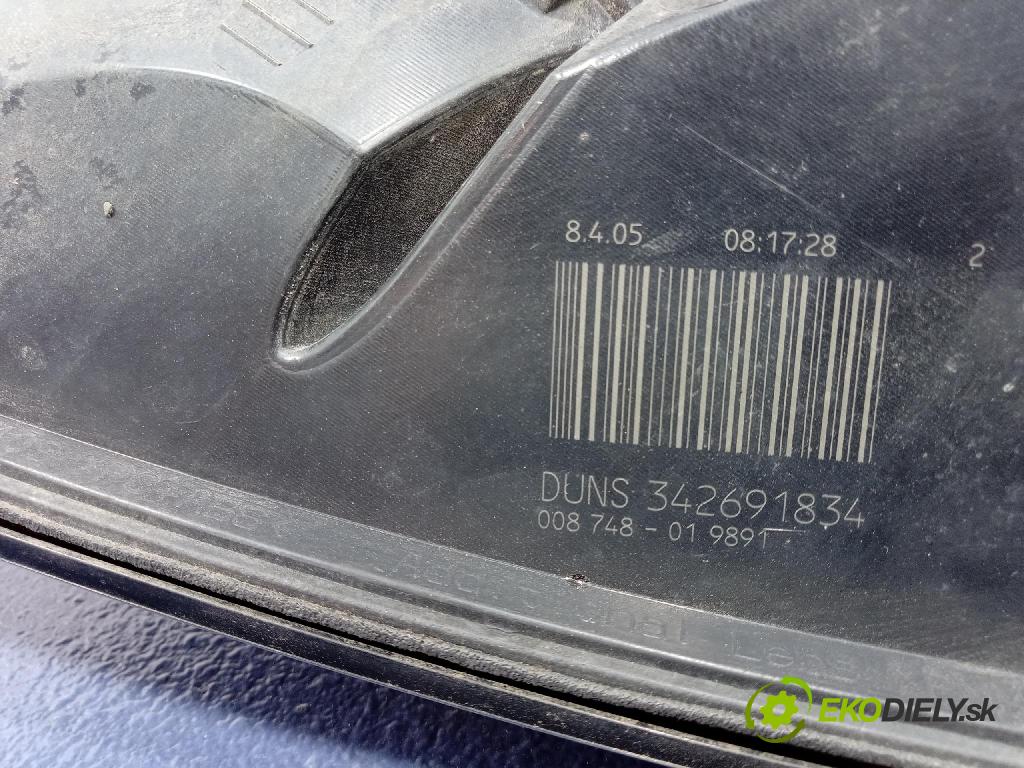 8.4.05 08:17:28 2
DUNS 342691834
008 748 - 01 9891
EKODIELY.sk